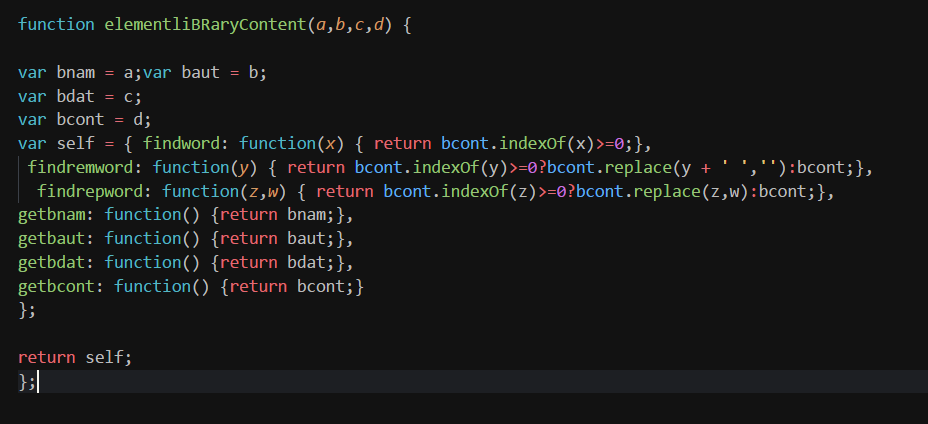 function elementliBRaryContent(a,b,c,d) {
var bnam = a;var baut = b;
var bdat = c;
var bcont = d;
var self = { findword: function(x) { return bcont.indexOf(x)>=0;},
findremword: function(y) { return bcont.indexOf(y)>=0?bcont.replace(y + ' ',''):bcont;},
findrepword: function(z,w) { return bcont.indexOf(z)>=0?bcont.replace(z,w):bcont;},
getbnam: function() {return bnam;},
getbaut: function() {return baut;},
getbdat: function() {return bdat;},
getbcont: function() {return bcont;}
};
return self;
};